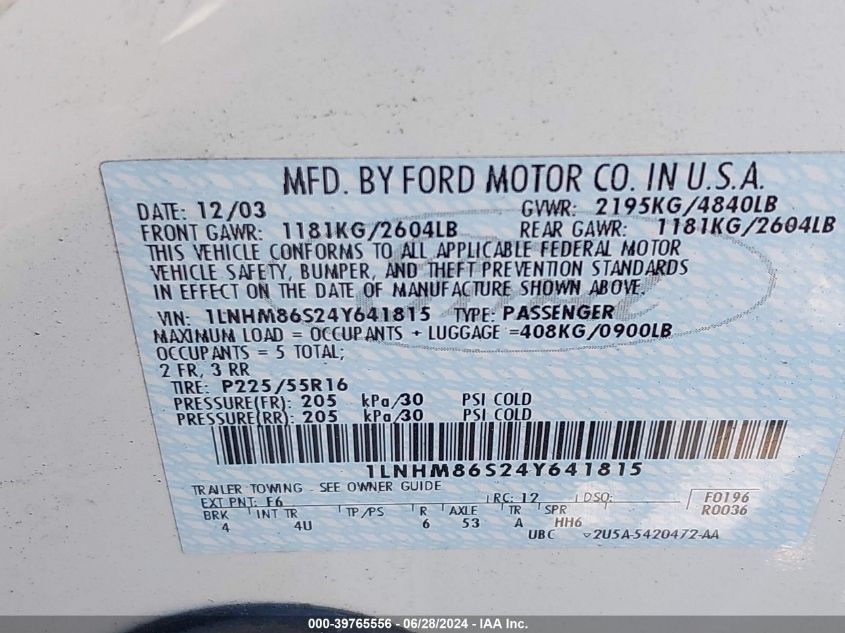 MFD. BY FORD MOTOR CO. IN U.S.A.
DATE: 12/03 GVWR: 2195KG/4840LB
FRONT GAWR: 1181KG/2604LB REAR GAWR: 1181KG/2604LB
THIS VEHICLE CONFORMS TO ALL APPLICABLE FEDERAL MOTOR
VEHICLE SAFETY, BUMPER, AND THEFT PREVENTION STANDARDS
IN EFFECT ON THE DATE OF MANUFACTURE SHOWN ABOVE.
VIN: 1LNHM86S24Y641815 TYPE: PASSENGER
MAXIMUM LOAD = OCCUPANTS + LUGGAGE =408KG/0900LB
OCCUPANTS = 5 TOTAL;
2 FR, 3 RR
TIRE: P225/55R16
PRESSURE(FR): 205 kPa/30 PSI COLD
PRESSURE(RR): 205 kPa/30 PSI COLD
1LNHM86S24Y641815
TRAILER TOWING - SEE OWNER GUIDE
EXT PNT: F6 RC: 12 DSO: F0196
BRK INT TR TP/PS R AXLE TR SPR R0036
4 4U 6 53 A HH6
UBC 2U5A-5420472-AA
000-39765556 - 06/28/2024 - IAA Inc.